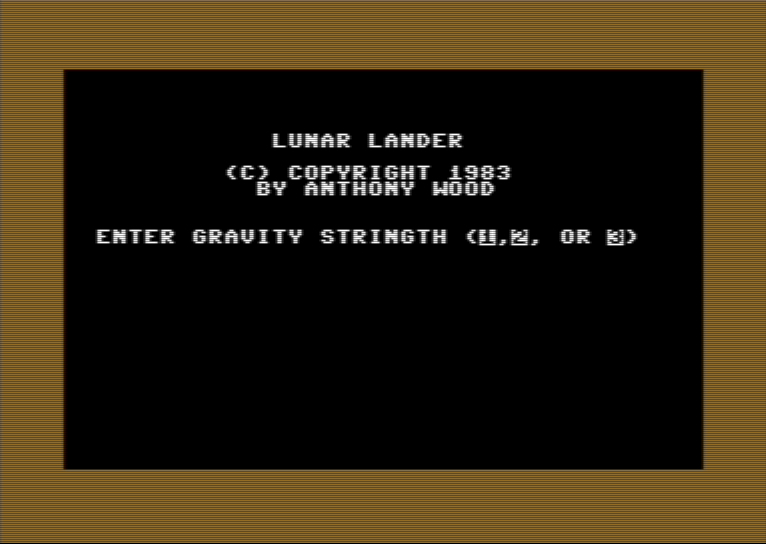 LUNAR LANDER
(C) COPYRIGHT 1983
BY ANTHONY WOOD
ENTER GRAVITY STRINGTH (1,2, OR 3)